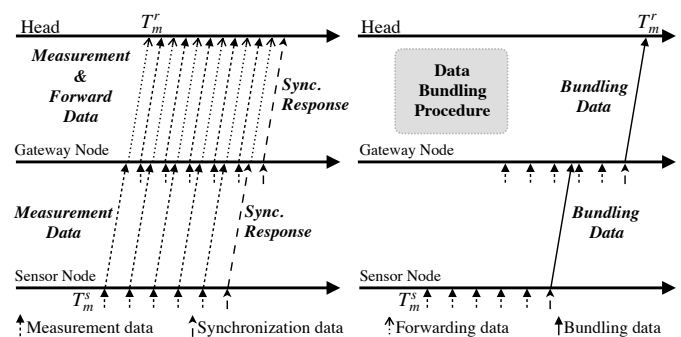 Head
T_m^r
Measurement
&
Forward
Data
Sync.
Response
Gateway Node
Measurement
Data
Sync.
Response
Sensor Node
T_m^s
Measurement data
Synchronization data
Head
T_m^r
Data
Bundling
Procedure
Bundling
Data
Gateway Node
Bundling
Data
Sensor Node
T_m^s
Forwarding data
Bundling data